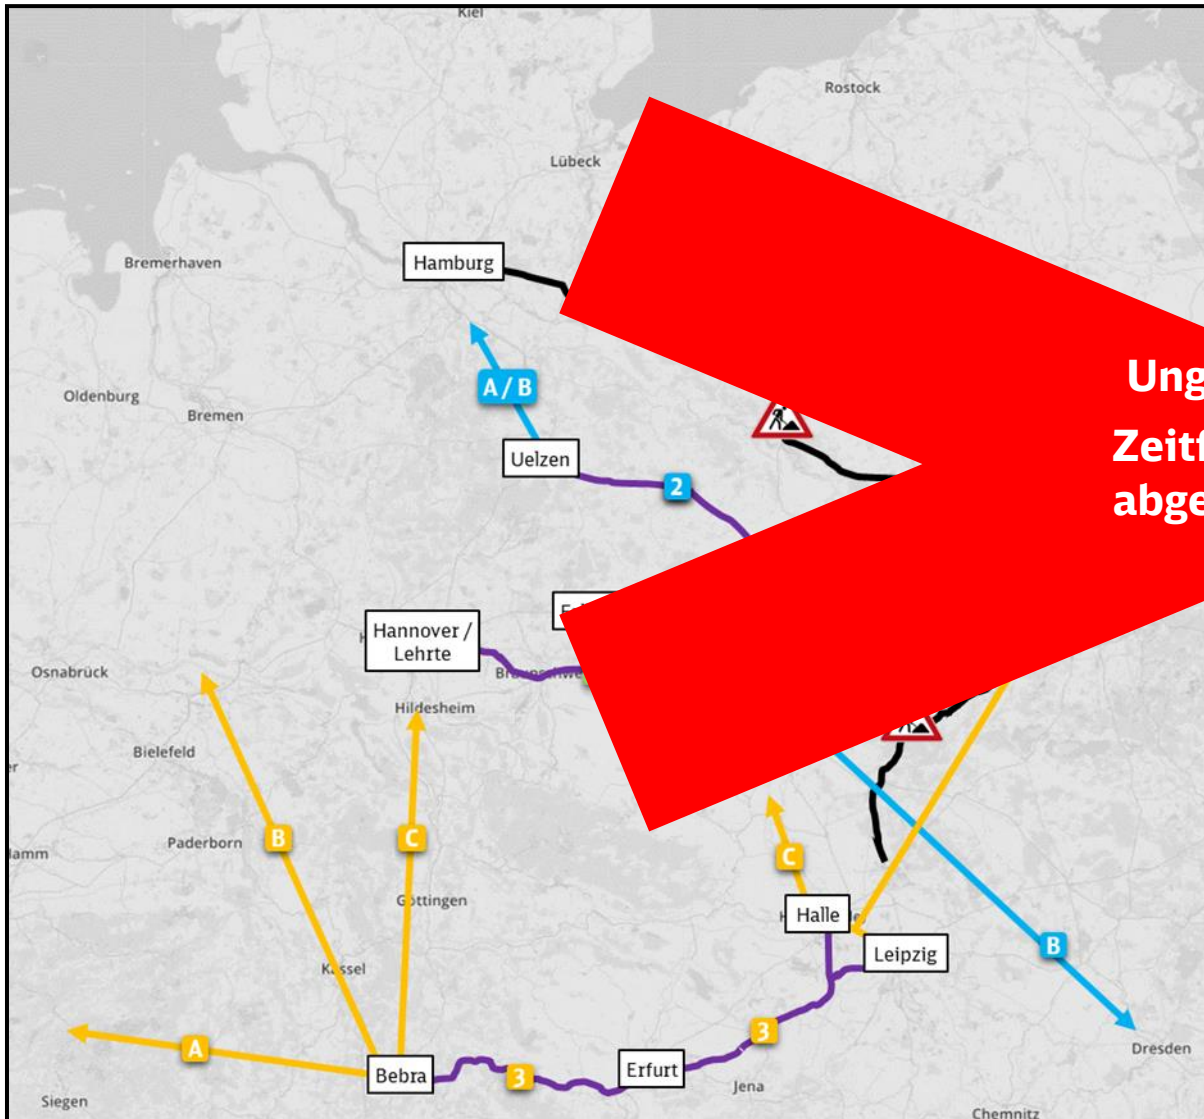 Kiel
Rostock
Lübeck
Hamburg
Bremerhaven
A / B
Oldenburg
Bremen
Uelzen
2
Hannover /
Lehrte
Osnabrück
Hildesheim
Bielefeld
B
C
C
Paderborn
Göttingen
Halle
Leipzig
B
Kassel
A
3
3
Bebra
Erfurt
Jena
Dresden
Siegen
Chemnitz